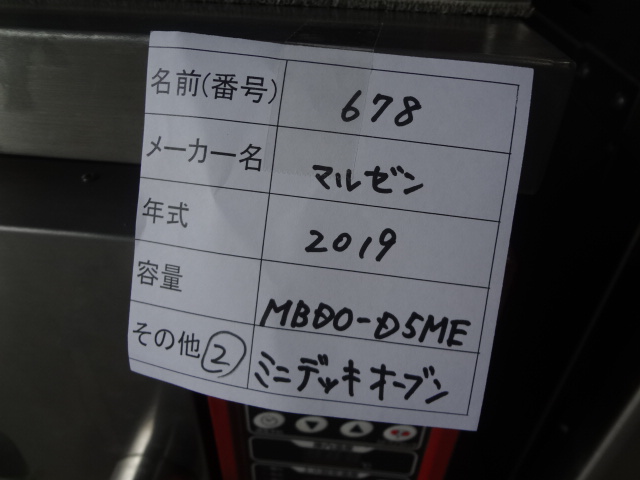 名前(番号) 678
メーカー名 マルゼン
年式 2019
容量 MBDO-D5ME
その他② ミニデッキオーブン